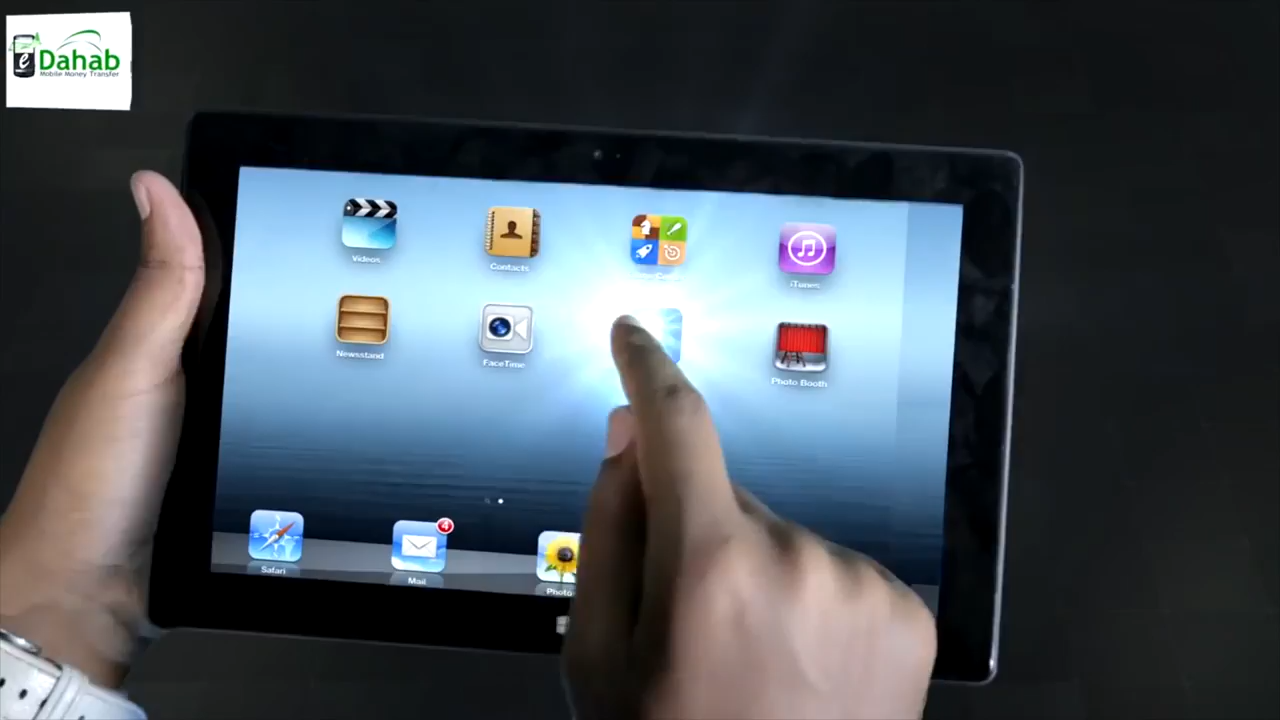 e Dahab
Mobile Money Transfer
Videos
Contacts
iTunes
Newsstand
FaceTime
Photo Booth
4
Safari
Mail
Photo